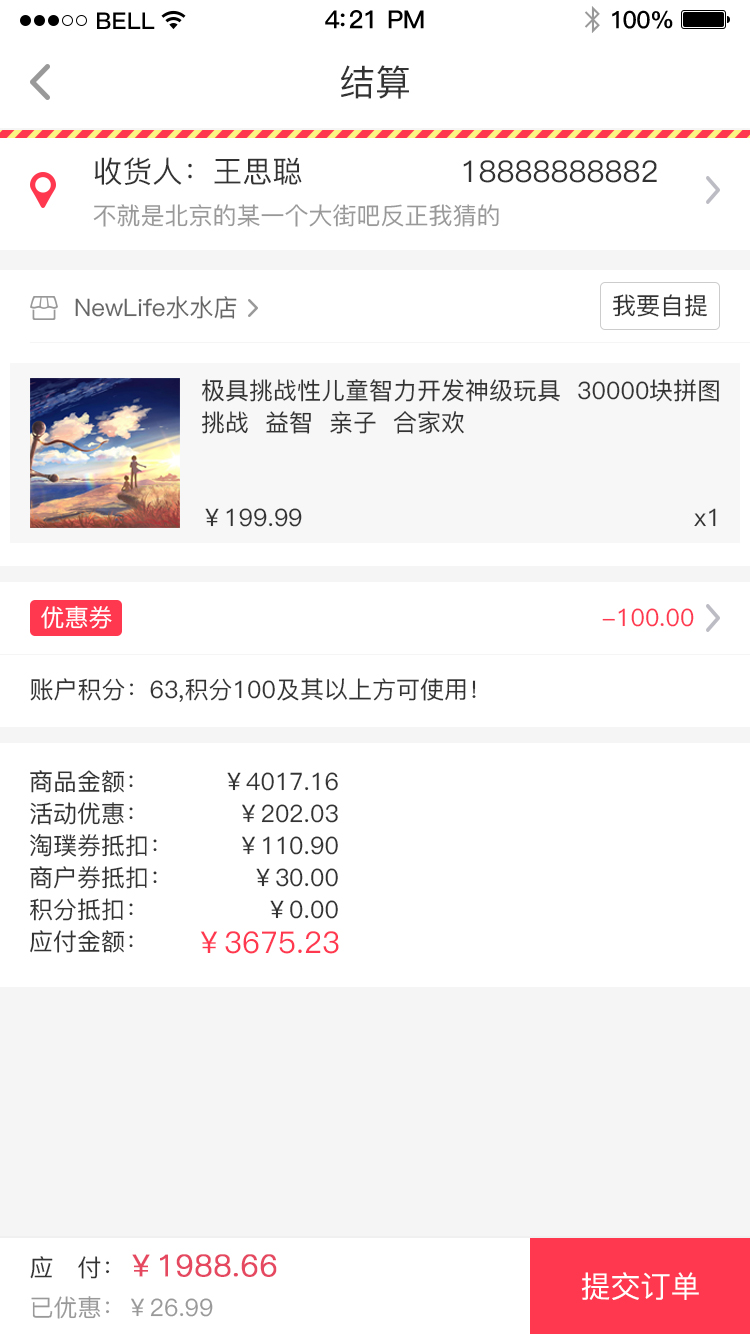 BELL 4:21 PM 100%
结算
收货人：王思聪 18888888882
不就是北京的某一个大街吧反正我猜的
NewLife水水店 我要自提
极具挑战性儿童智力开发神级玩具 30000块拼图
挑战 益智 亲子 合家欢
￥199.99 x1
优惠券 –100.00
账户积分：63,积分100及其以上方可使用！
商品金额： ￥4017.16
活动优惠： ￥202.03
淘璞券抵扣： ￥110.90
商户券抵扣： ￥30.00
积分抵扣： ￥0.00
应付金额： ￥3675.23
应 付：￥1988.66
已优惠：￥26.99
提交订单